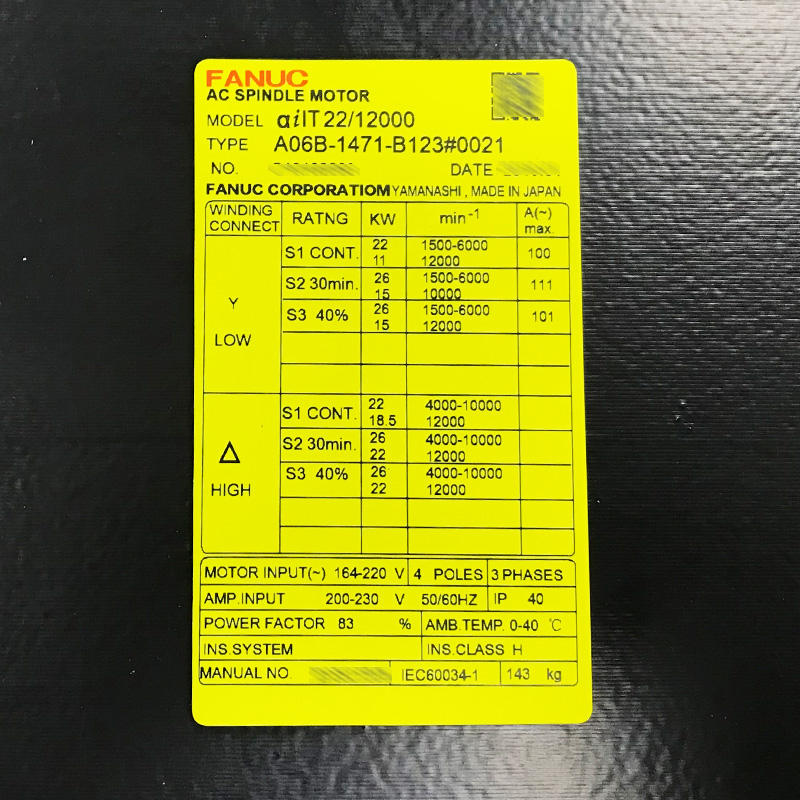 FANUC
AC SPINDLE MOTOR
MODEL αiIT 22/12000
TYPE A06B-1471-B123#0021
NO. DATE
FANUC CORPORATIOM YAMANASHI , MADE IN JAPAN
WINDING CONNECT RATNG KW min⁻¹ A(~) max.
Y LOW
S1 CONT. 22 1500-6000 100
11 12000
S2 30min. 26 1500-6000 111
15 10000
S3 40% 26 1500-6000 101
15 12000
Δ HIGH
S1 CONT. 22 4000-10000
18.5 12000
S2 30min. 26 4000-10000
22 12000
S3 40% 26 4000-10000
22 12000
MOTOR INPUT(~) 164-220 V 4 POLES 3 PHASES
AMP.INPUT 200-230 V 50/60HZ IP 40
POWER FACTOR 83 % AMB.TEMP. 0-40 ℃
INS.SYSTEM INS.CLASS H
MANUAL NO. IEC60034-1 143 kg